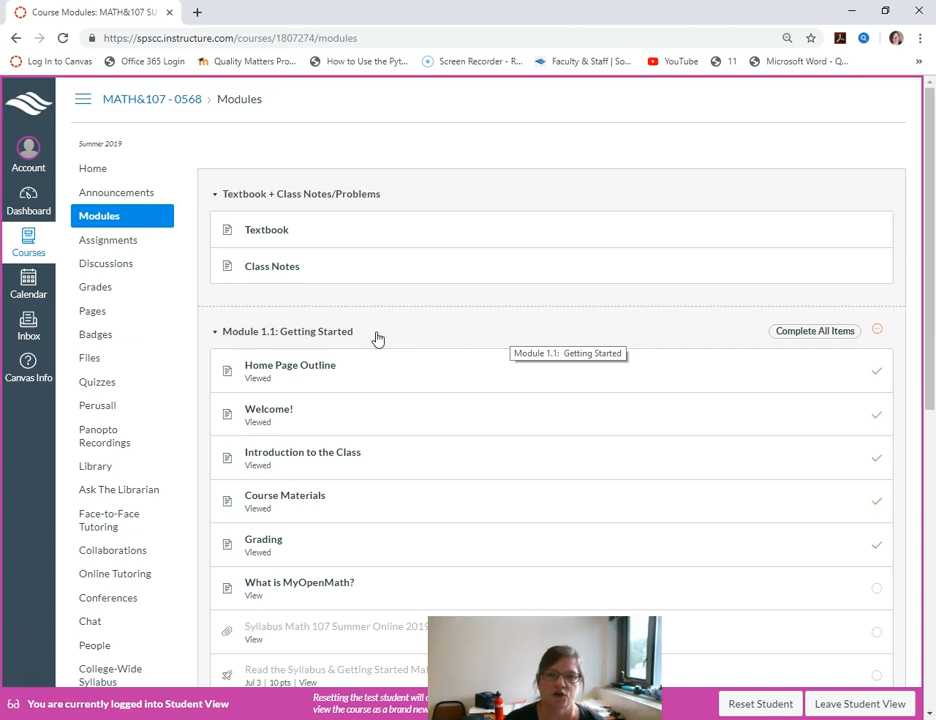 Course Modules: MATH&107 SU
https://spscc.instructure.com/courses/1807274/modules
Log In to Canvas
Office 365 Login
Quality Matters Pro...
How to Use the Pyt...
Screen Recorder - R...
Faculty & Staff | So...
YouTube
11
Microsoft Word - Q...
»
MATH&107 - 0568 › Modules
Summer 2019
Account
Dashboard
Courses
Calendar
Inbox
Canvas Info
Home
Announcements
Modules
Assignments
Discussions
Grades
Pages
Badges
Files
Quizzes
Perusall
Panopto
Recordings
Library
Ask The Librarian
Face-to-Face
Tutoring
Collaborations
Online Tutoring
Conferences
Chat
People
College-Wide
Syllabus
Textbook + Class Notes/Problems
Textbook
Class Notes
Module 1.1: Getting Started
Complete All Items
Module 1.1: Getting Started
Home Page Outline
Viewed
Welcome!
Viewed
Introduction to the Class
Viewed
Course Materials
Viewed
Grading
Viewed
What is MyOpenMath?
View
Syllabus Math 107 Summer Online 2019
View
Read the Syllabus & Getting Started Mat
Jul 3 | 10 pts | View
You are currently logged into Student View
Resetting the test student will
view the course as a brand new
Reset Student
Leave Student View